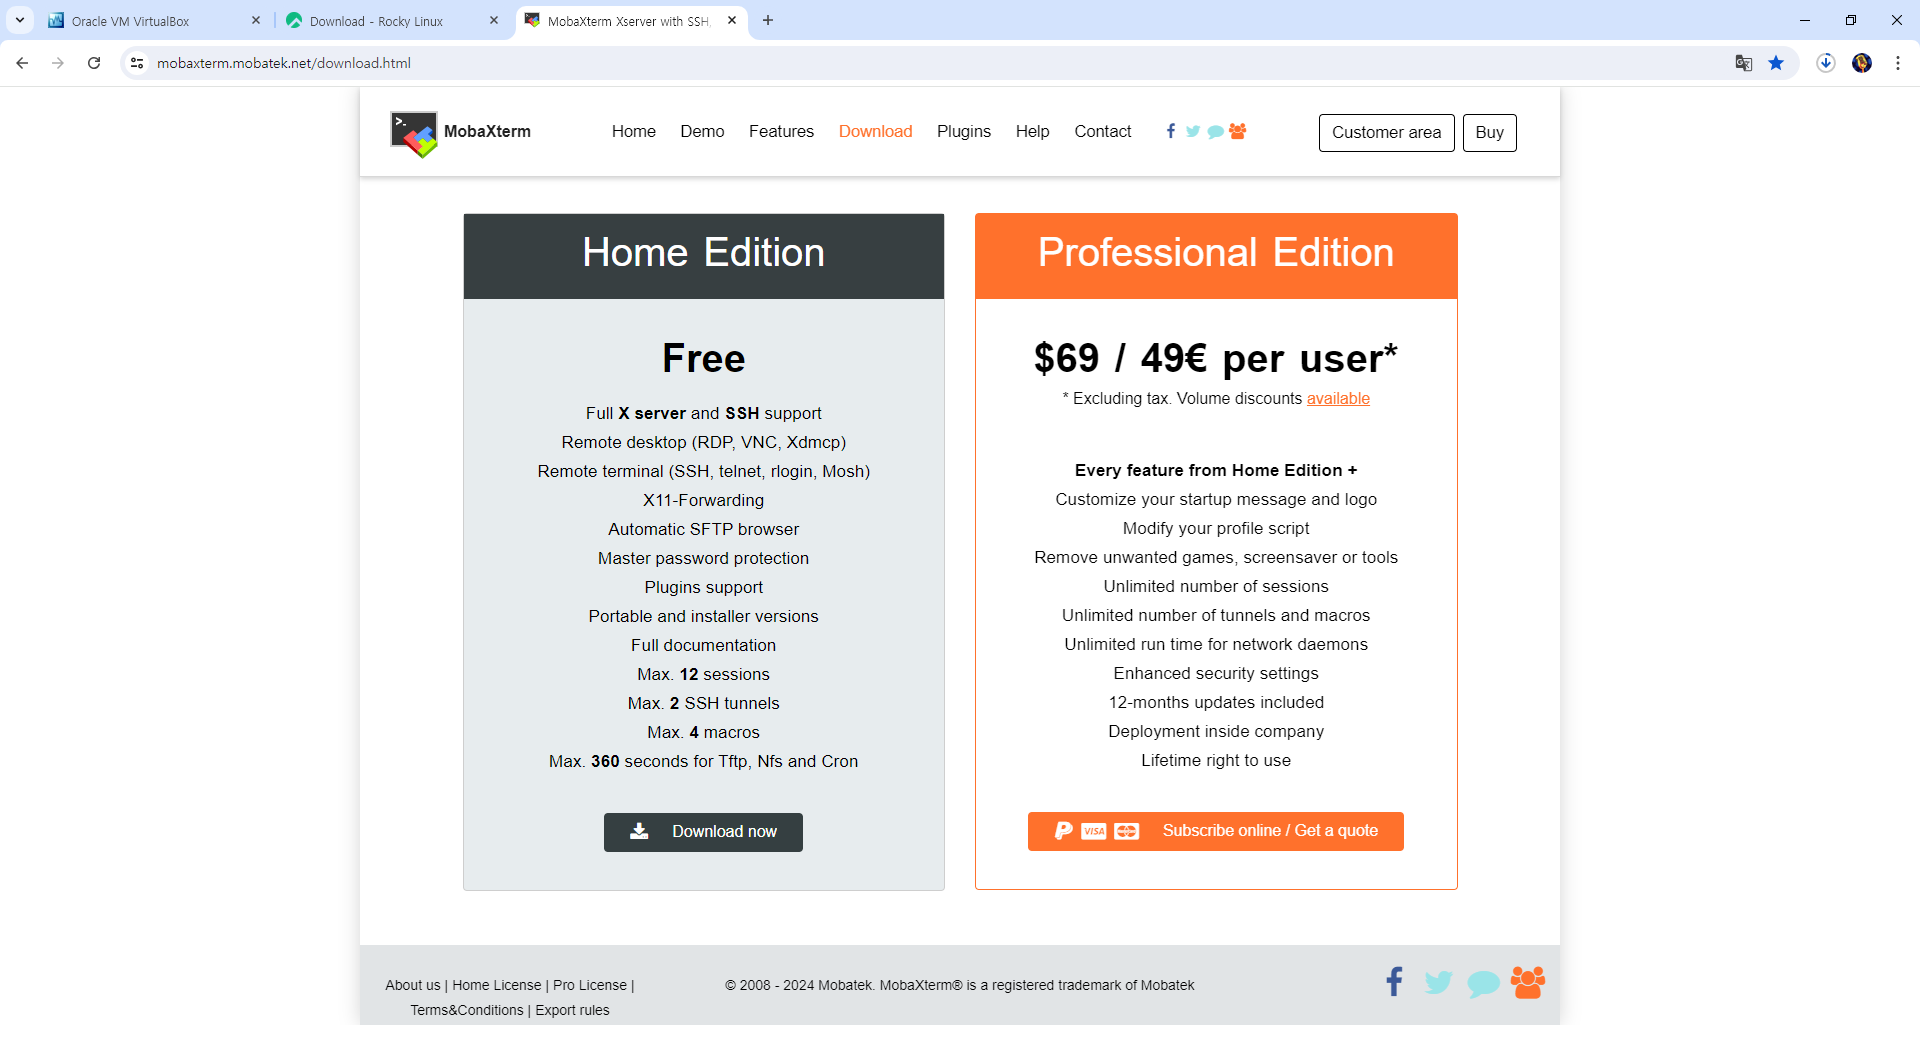 Oracle VM VirtualBox
Download - Rocky Linux
MobaXterm Xserver with SSH,
mobaxterm.mobatek.net/download.html
MobaXterm
Home
Demo
Features
Download
Plugins
Help
Contact
Customer area
Buy
Home Edition
Free
Full X server and SSH support
Remote desktop (RDP, VNC, Xdmcp)
Remote terminal (SSH, telnet, rlogin, Mosh)
X11-Forwarding
Automatic SFTP browser
Master password protection
Plugins support
Portable and installer versions
Full documentation
Max. 12 sessions
Max. 2 SSH tunnels
Max. 4 macros
Max. 360 seconds for Tftp, Nfs and Cron
Download now
Professional Edition
$69 / 49€ per user*
* Excluding tax. Volume discounts available
Every feature from Home Edition +
Customize your startup message and logo
Modify your profile script
Remove unwanted games, screensaver or tools
Unlimited number of sessions
Unlimited number of tunnels and macros
Unlimited run time for network daemons
Enhanced security settings
12-months updates included
Deployment inside company
Lifetime right to use
VISA
Subscribe online / Get a quote
About us | Home License | Pro License |
Terms&Conditions | Export rules
© 2008 - 2024 Mobatek. MobaXterm® is a registered trademark of Mobatek